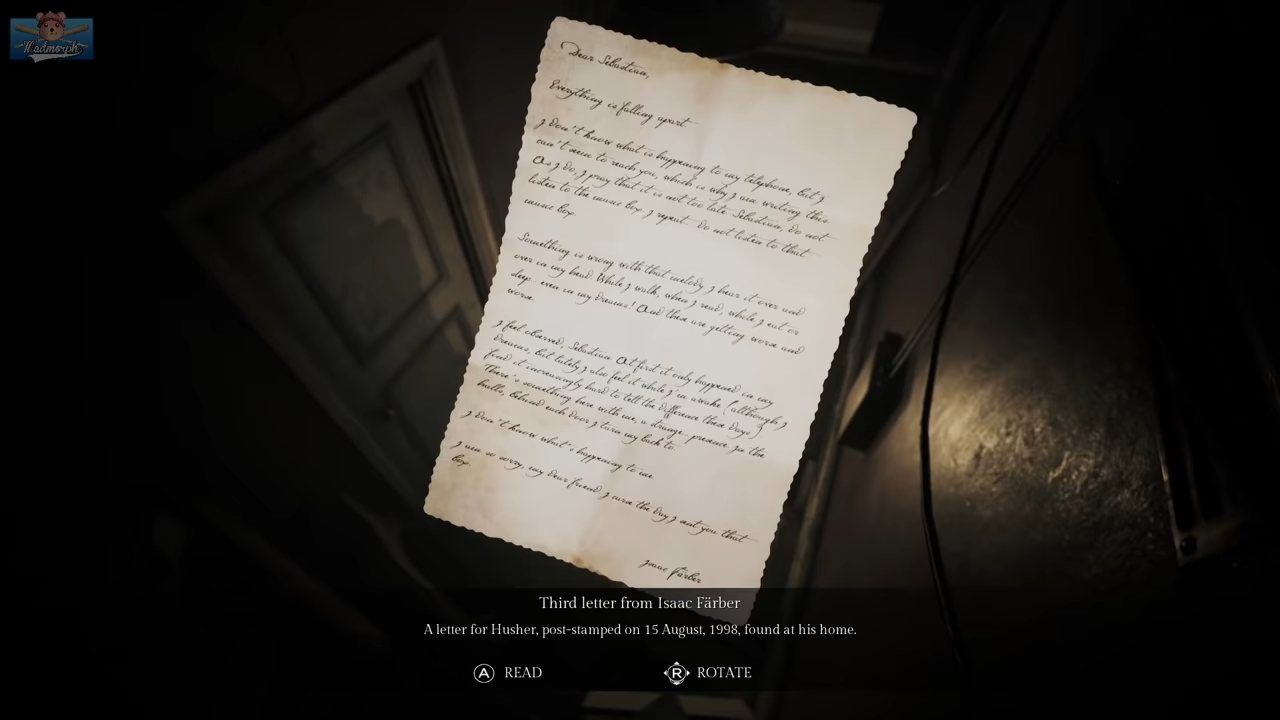 Madmorph
Dear Sebastian,
Everything is falling apart
I don't know what is happening to my telephone, but I
can't seem to reach you, which is why I am writing this.
As I do, I pray that it is not too late. Sebastian, do not
listen to the music box. I repeat: do not listen to that
music box.
Something is wrong with that melody. I hear it over and
over in my head. While I walk, when I read, while I eat or
sleep... even in my dreams! And these are getting worse and
worse.
I feel observed, Sebastian. At first it only happened in my
dreams, but lately I also feel it while I'm awake (although I
find it increasingly hard to tell the difference these days).
There's something here with me, a strange presence. In the
halls, behind each door I turn my back to.
I don't know what's happening to me.
I am so sorry, my dear friend. I curse the day I sent you that
box.
Isaac Färber
Third letter from Isaac Färber
A letter for Husher, post-stamped on 15 August, 1998, found at his home.
A READ
R ROTATE